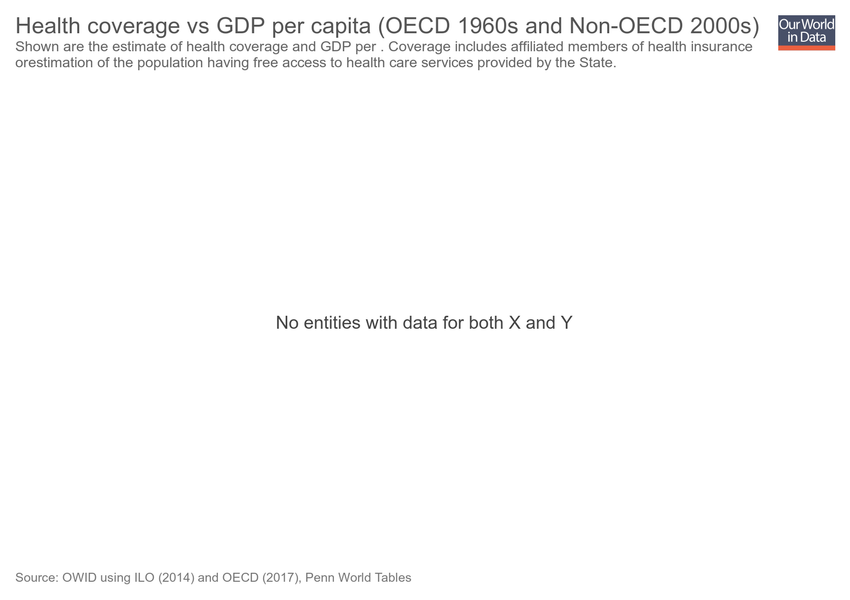 Health coverage vs GDP per capita (OECD 1960s and Non-OECD 2000s)
Our World
in Data
Shown are the estimate of health coverage and GDP per . Coverage includes affiliated members of health insurance
orestimation of the population having free access to health care services provided by the State.
No entities with data for both X and Y
Source: OWID using ILO (2014) and OECD (2017), Penn World Tables